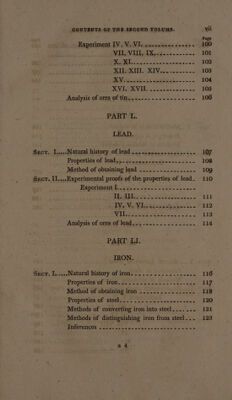 CONTENTS OF THE SECOND VOLUME. vii
Page
Experiment IV, V, VI. 100
VII, VIII, IX. 101
X, XI. 102
XII. XIII. XIV. 103
XV. 104
XVI, XVII. 105
Analysis of ores of tin. 106
PART L.
LEAD.
SECT. I. Natural history of lead 107
Properties of lead. 108
Method of obtaining lead 109
SECT. II. Experimental proofs of the properties of lead. 110
Experiment I.
II, III. 111
IV, V, VI. 112
VII. 113
Analysis of ores of lead. 114
PART LI.
IRON.
SECT. I. Natural history of iron 116
Properties of iron 117
Method of obtaining iron 118
Properties of steel 120
Methods of converting iron into steel 121
Methods of distinguishing iron from steel 123
Inferences
a 4